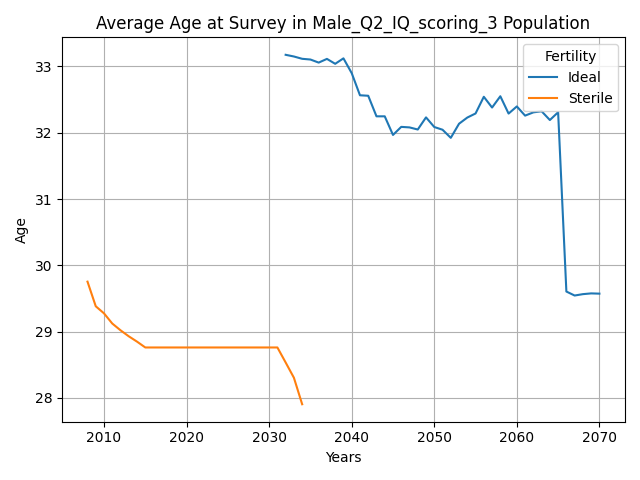 Average Age at Survey in Male_Q2_IQ_scoring_3 Population
Fertility
Ideal
Sterile
Age
33
32
31
30
29
28
2010
2020
2030
2040
2050
2060
2070
Years